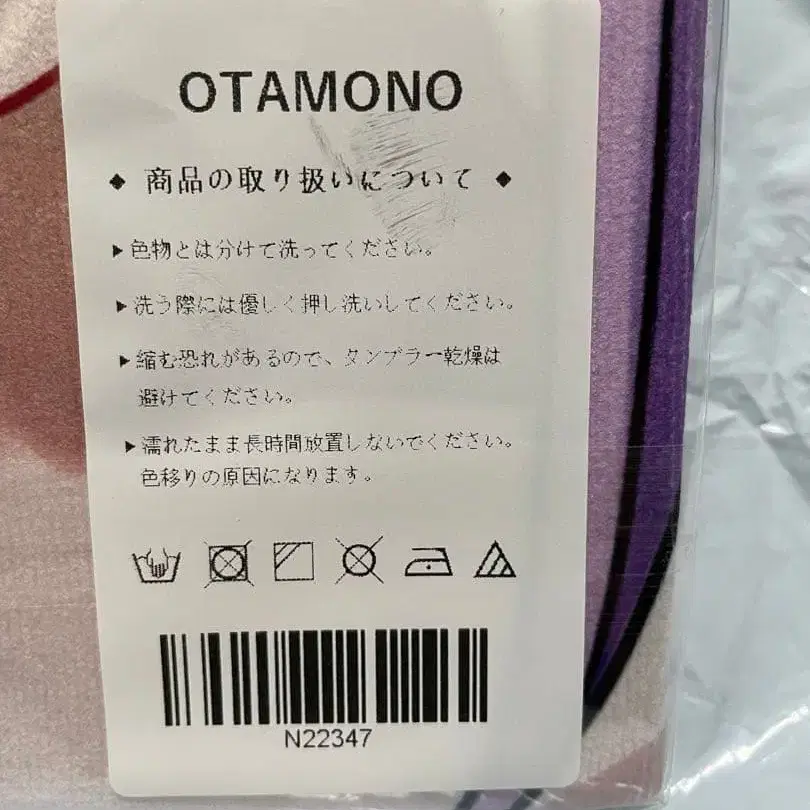 OTAMONO
◆ 商品の取り扱いについて ◆
▶色物とは分けて洗ってください。
▶洗う際には優しく押し洗いしてください。
▶縮む恐れがあるので、タンブラー乾燥は
避けてください。
▶濡れたまま長時間放置しないでください。
色移りの原因になります。
N22347